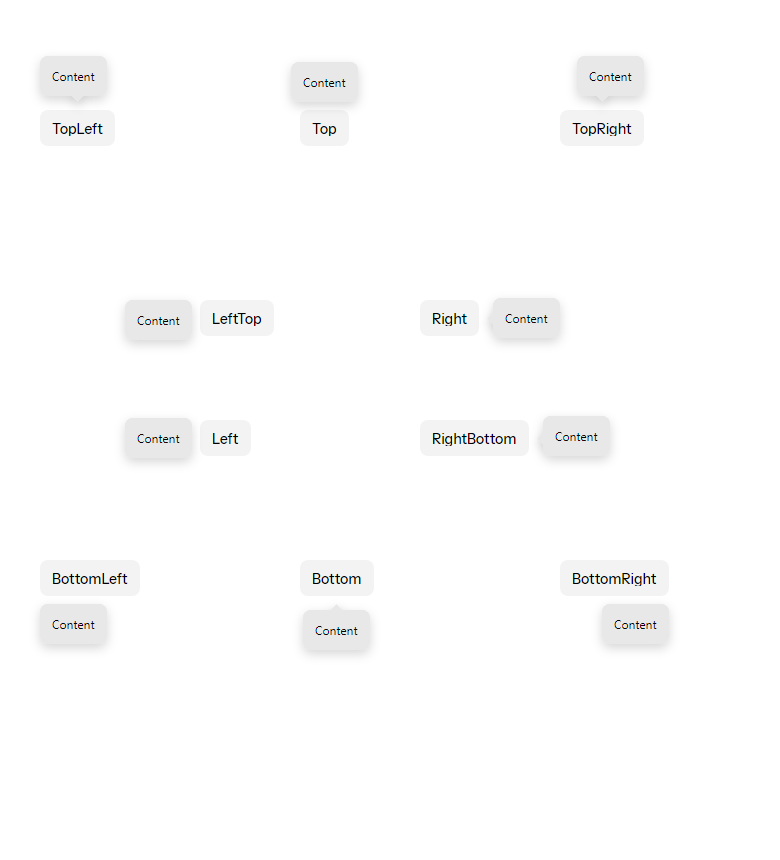 Content
Content
Content
TopLeft
Top
TopRight
Content
LeftTop
Right
Content
Content
Left
RightBottom
Content
BottomLeft
Bottom
BottomRight
Content
Content
Content